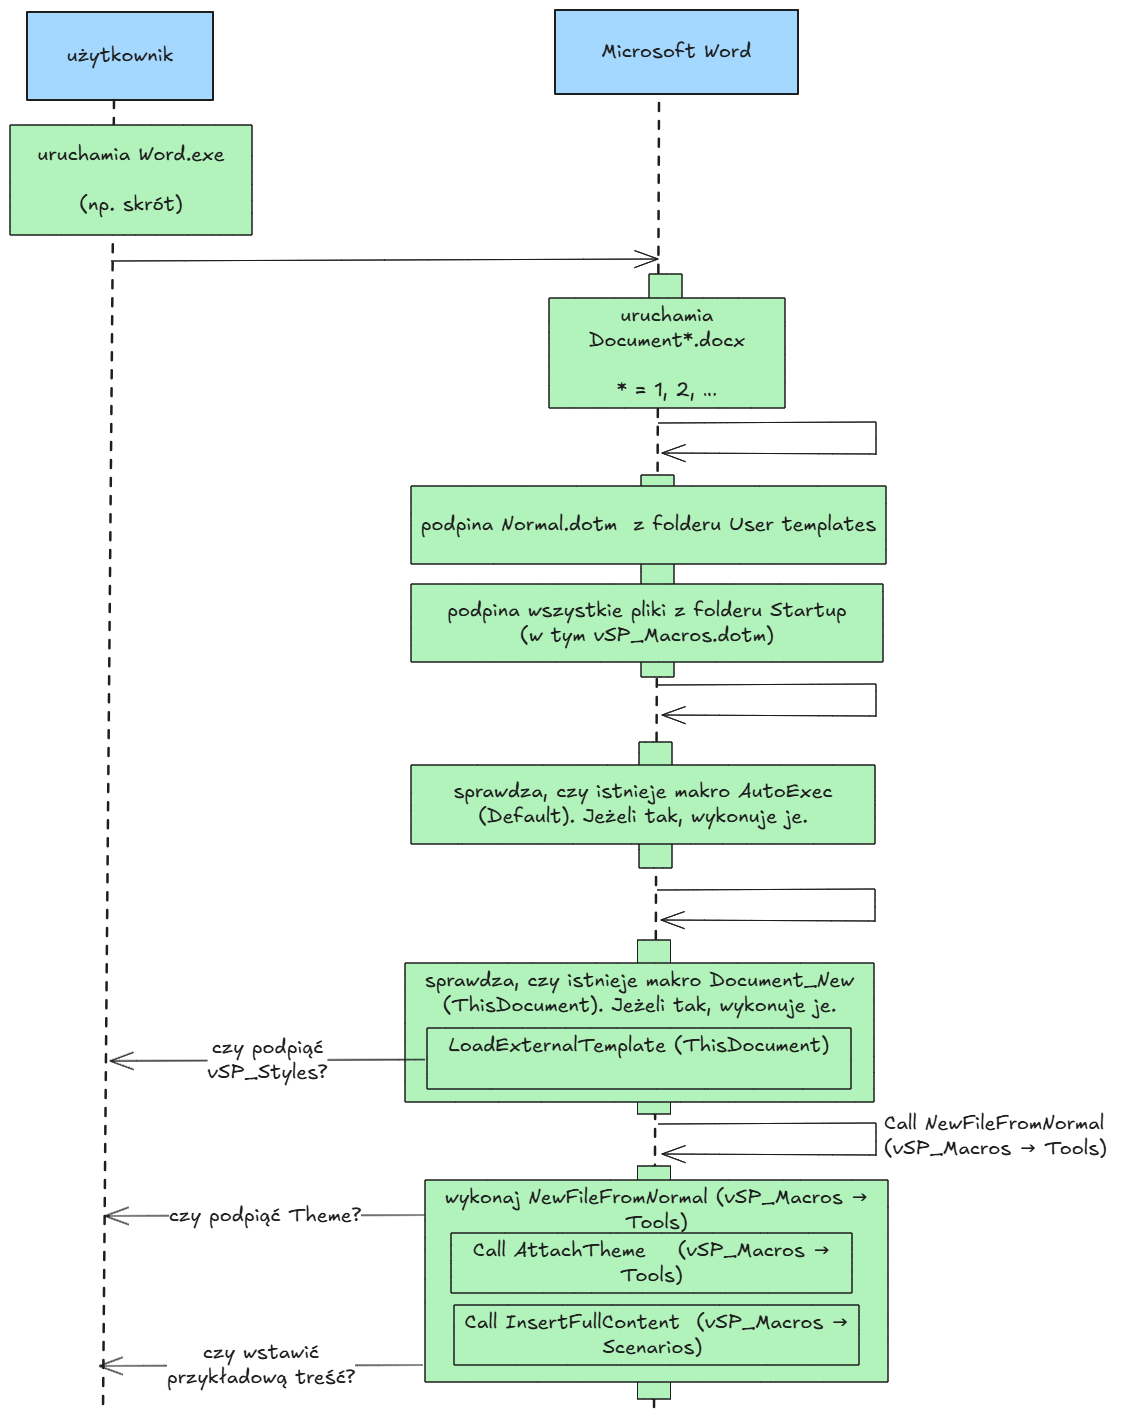 użytkownik
Microsoft Word
uruchamia Word.exe
(np. skrót)
uruchamia
Document*.docx
* = 1, 2, ...
podpina Normal.dotm z folderu User templates
podpina wszystkie pliki z folderu Startup
(w tym vSP_Macros.dotm)
sprawdza, czy istnieje makro AutoExec
(Default). Jeżeli tak, wykonuje je.
sprawdza, czy istnieje makro Document_New
(ThisDocument). Jeżeli tak, wykonuje je.
LoadExternalTemplate (ThisDocument)
czy podpiąć
vSP_Styles?
Call NewFileFromNormal
(vSP_Macros → Tools)
wykonaj NewFileFromNormal (vSP_Macros →
Tools)
czy podpiąć Theme?
Call AttachTheme (vSP_Macros →
Tools)
Call InsertFullContent (vSP_Macros →
Scenarios)
czy wstawić
przykładową treść?